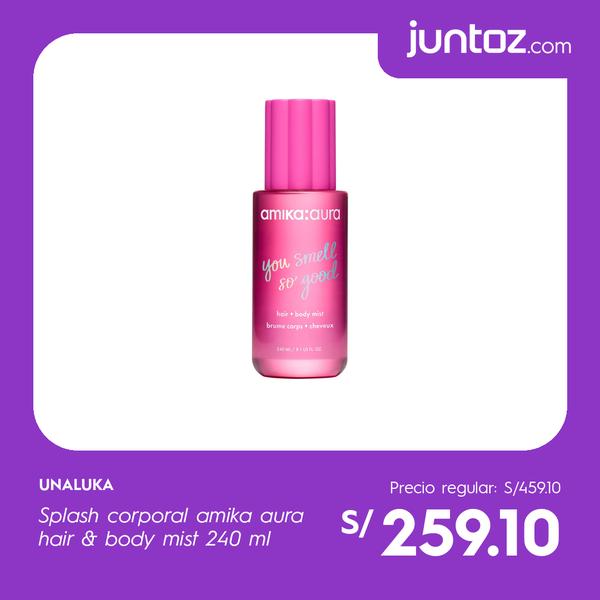 juntoz.com
amika:aura
you smell
so good
hair • body mist
brume corps • cheveux
UNALUKA
Precio regular: S/459.10
Splash corporal amika aura
hair & body mist 240 ml
S/ 259.10